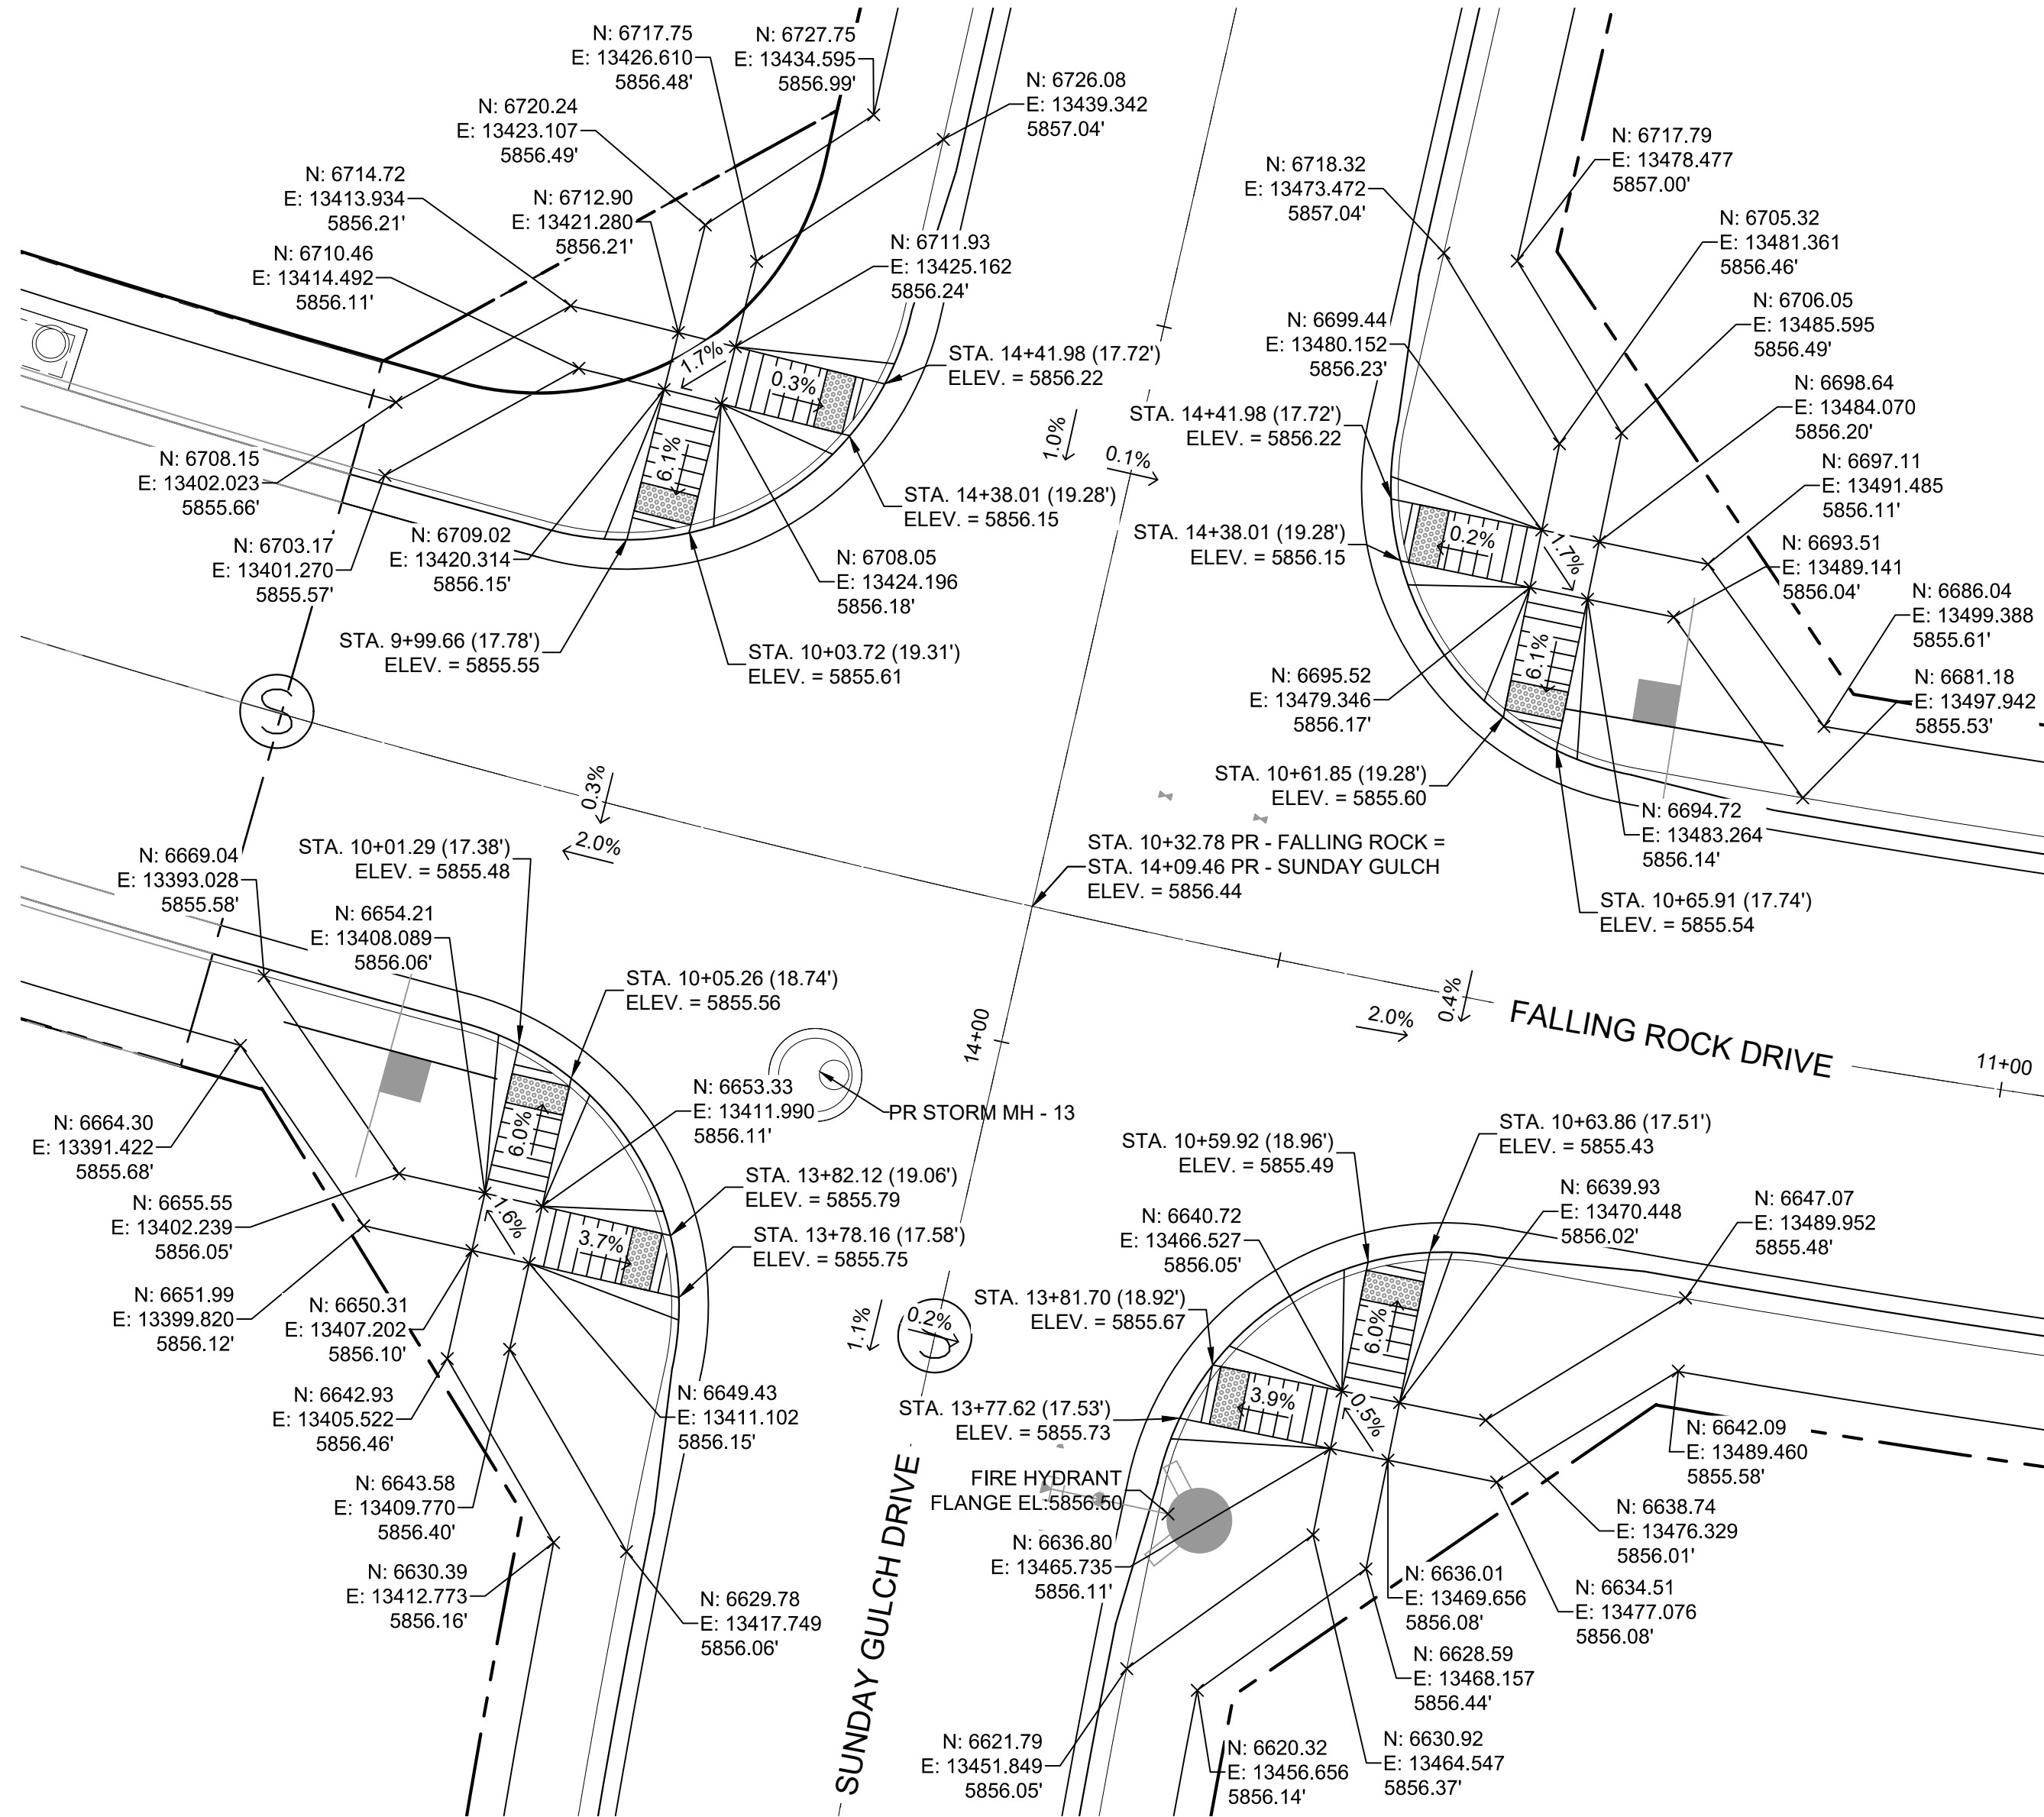 N: 6717.75
E: 13426.610
5856.48'
N: 6727.75
E: 13434.595
5856.99'
N: 6726.08
E: 13439.342
5857.04'
N: 6720.24
E: 13423.107
5856.49'
N: 6714.72
E: 13413.934
5856.21'
N: 6712.90
E: 13421.280
5856.21'
N: 6710.46
E: 13414.492
5856.11'
N: 6711.93
E: 13425.162
5856.24'
1.7%
0.3%
6.1%
STA. 14+41.98 (17.72')
ELEV. = 5856.22
STA. 14+38.01 (19.28')
ELEV. = 5856.15
N: 6708.15
E: 13402.023
5855.66'
N: 6703.17
E: 13401.270
5855.57'
N: 6709.02
E: 13420.314
5856.15'
N: 6708.05
E: 13424.196
5856.18'
STA. 9+99.66 (17.78')
ELEV. = 5855.55
STA. 10+03.72 (19.31')
ELEV. = 5855.61
N: 6718.32
E: 13473.472
5857.04'
N: 6717.79
E: 13478.477
5857.00'
N: 6705.32
E: 13481.361
5856.46'
N: 6706.05
E: 13485.595
5856.49'
N: 6699.44
E: 13480.152
5856.23'
N: 6698.64
E: 13484.070
5856.20'
STA. 14+41.98 (17.72')
ELEV. = 5856.22
N: 6697.11
E: 13491.485
5856.11'
STA. 14+38.01 (19.28')
ELEV. = 5856.15
N: 6693.51
E: 13489.141
5856.04'
N: 6686.04
E: 13499.388
5855.61'
N: 6681.18
E: 13497.942
5855.53'
0.2%
1.7%
6.1%
N: 6695.52
E: 13479.346
5856.17'
STA. 10+61.85 (19.28')
ELEV. = 5855.60
N: 6694.72
E: 13483.264
5856.14'
STA. 10+65.91 (17.74')
ELEV. = 5855.54
1.0%
0.1%
S
0.3%
2.0%
STA. 10+32.78 PR - FALLING ROCK =
STA. 14+09.46 PR - SUNDAY GULCH
ELEV. = 5856.44
2.0%
0.4%
FALLING ROCK DRIVE
11+00
14+00
N: 6669.04
E: 13393.028
5855.58'
STA. 10+01.29 (17.38')
ELEV. = 5855.48
N: 6654.21
E: 13408.089
5856.06'
STA. 10+05.26 (18.74')
ELEV. = 5855.56
N: 6653.33
E: 13411.990
5856.11'
PR STORM MH - 13
N: 6664.30
E: 13391.422
5855.68'
6.0%
1.6%
3.7%
STA. 13+82.12 (19.06')
ELEV. = 5855.79
STA. 13+78.16 (17.58')
ELEV. = 5855.75
N: 6655.55
E: 13402.239
5856.05'
N: 6651.99
E: 13399.820
5856.12'
N: 6650.31
E: 13407.202
5856.10'
N: 6642.93
E: 13405.522
5856.46'
N: 6649.43
E: 13411.102
5856.15'
N: 6643.58
E: 13409.770
5856.40'
N: 6630.39
E: 13412.773
5856.16'
N: 6629.78
E: 13417.749
5856.06'
1.1%
0.2%
SUNDAY GULCH DRIVE
STA. 10+59.92 (18.96')
ELEV. = 5855.49
STA. 10+63.86 (17.51')
ELEV. = 5855.43
N: 6640.72
E: 13466.527
5856.05'
N: 6639.93
E: 13470.448
5856.02'
N: 6647.07
E: 13489.952
5855.48'
STA. 13+81.70 (18.92')
ELEV. = 5855.67
STA. 13+77.62 (17.53')
ELEV. = 5855.73
6.0%
3.9%
0.5%
FIRE HYDRANT
FLANGE EL:5856.50
N: 6642.09
E: 13489.460
5855.58'
N: 6636.80
E: 13465.735
5856.11'
N: 6638.74
E: 13476.329
5856.01'
N: 6636.01
E: 13469.656
5856.08'
N: 6634.51
E: 13477.076
5856.08'
N: 6628.59
E: 13468.157
5856.44'
N: 6621.79
E: 13451.849
5856.05'
N: 6620.32
E: 13456.656
5856.14'
N: 6630.92
E: 13464.547
5856.37'